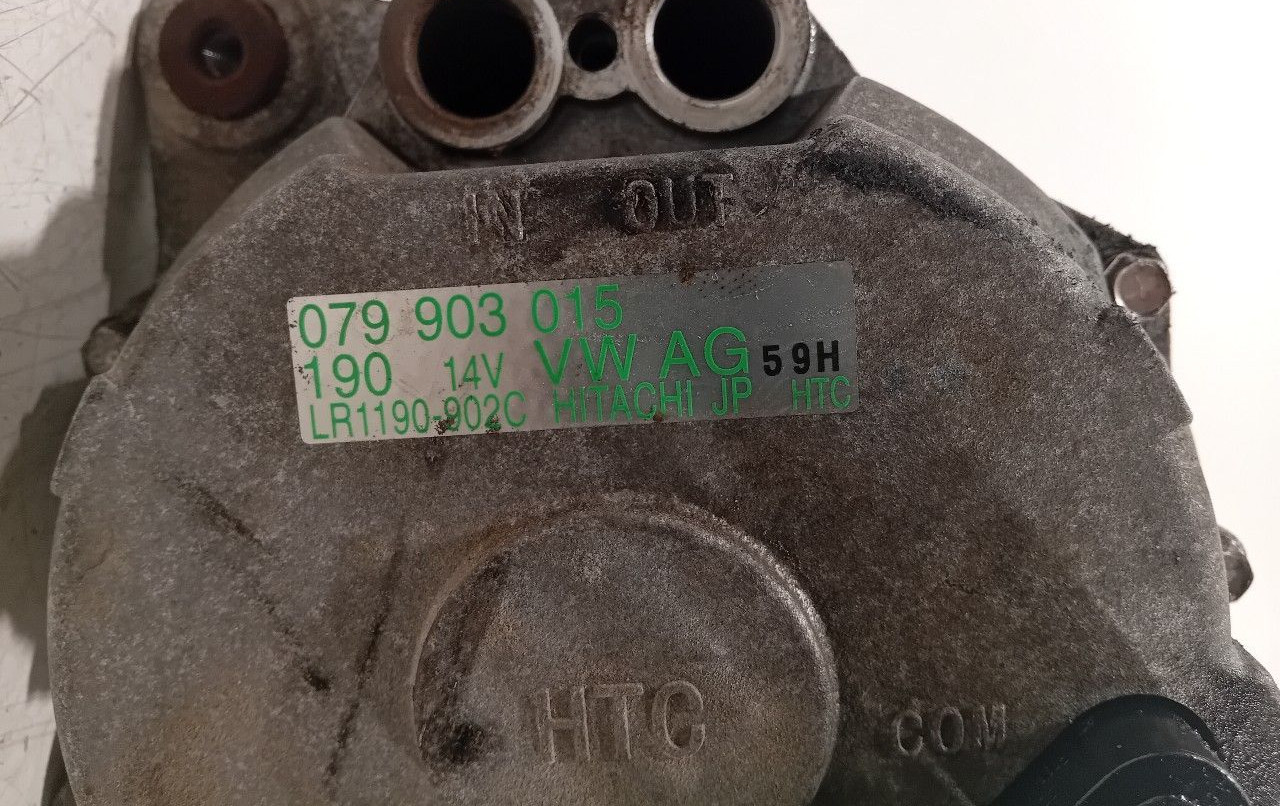 IN OUT
079 903 015
190 14V VW AG 59H
LR1190-902C HITACHI JP HTC
HTC
COM